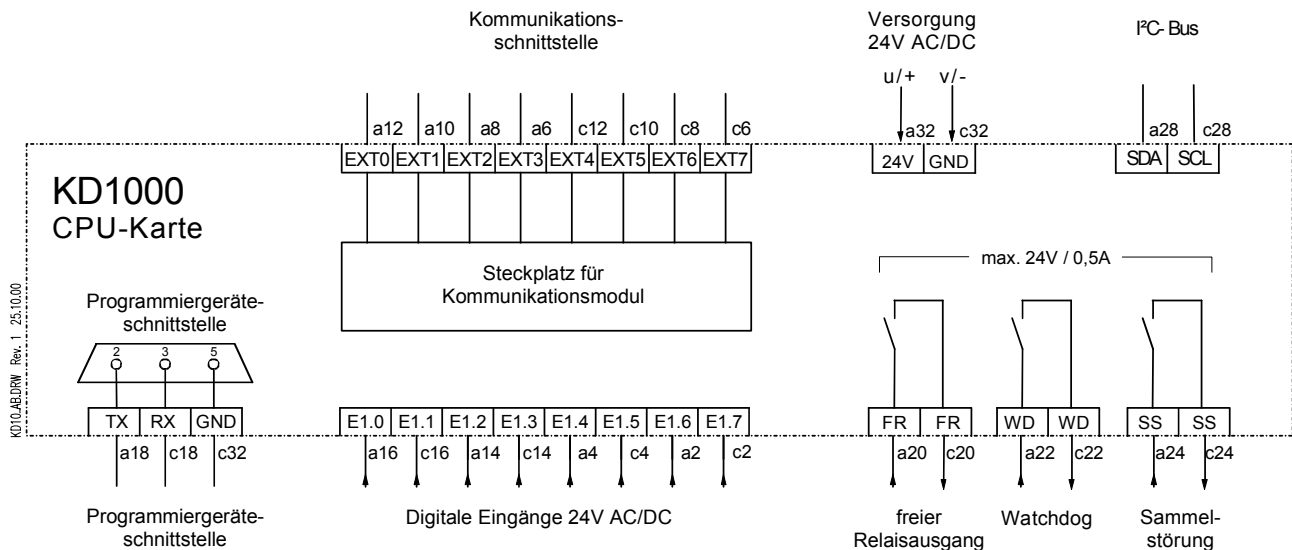 Kommunikations-
schnittstelle
Versorgung
24V AC/DC
I²C- Bus
u/+ v/-
a12 a10 a8 a6 c12 c10 c8 c6
a32 c32
a28 c28
EXT0 EXT1 EXT2 EXT3 EXT4 EXT5 EXT6 EXT7
24V GND
SDA SCL
KD1000
CPU-Karte
Steckplatz für
Kommunikationsmodul
max. 24V / 0,5A
Programmiergeräte-
schnittstelle
2 3 5
TX RX GND
E1.0 E1.1 E1.2 E1.3 E1.4 E1.5 E1.6 E1.7
FR FR
WD WD
SS SS
a18 c18 c32
a16 c16 a14 c14 a4 c4 a2 c2
a20 c20
a22 c22
a24 c24
Programmiergeräte-
schnittstelle
Digitale Eingänge 24V AC/DC
freier
Relaisausgang
Watchdog
Sammel-
störung
KD10_AB.DRW Rev. 1 25.10.00